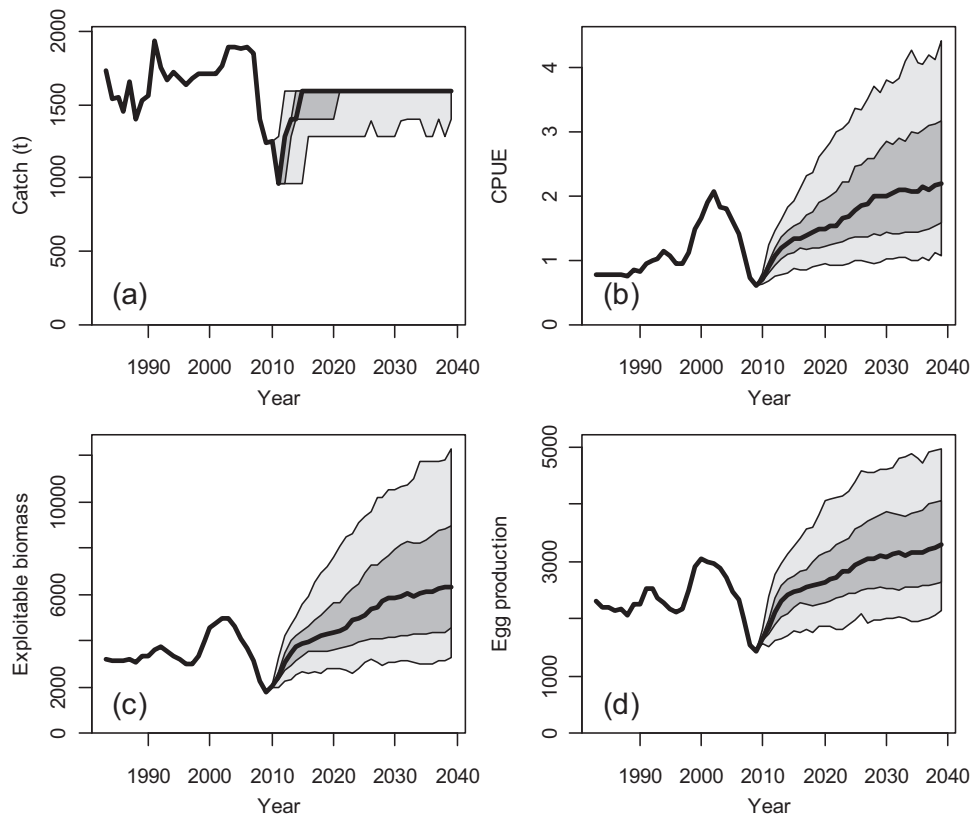 Catch (t)
0 500 1000 1500 2000
(a)
1990 2000 2010 2020 2030 2040
Year
CPUE
0 1 2 3 4
(b)
1990 2000 2010 2020 2030 2040
Year
Exploitable biomass
0 2000 6000 10000
(c)
1990 2000 2010 2020 2030 2040
Year
Egg production
0 1000 3000 5000
(d)
1990 2000 2010 2020 2030 2040
Year